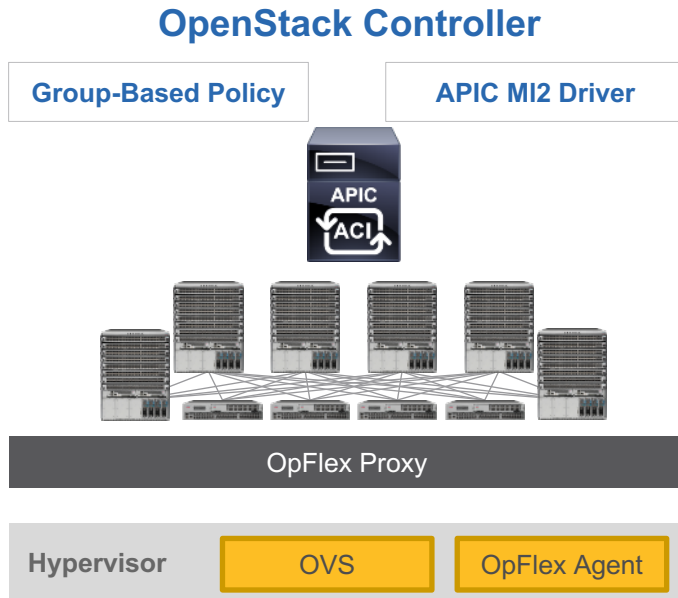 OpenStack Controller
Group-Based Policy
APIC Ml2 Driver
APIC
ACI
OpFlex Proxy
Hypervisor
OVS
OpFlex Agent